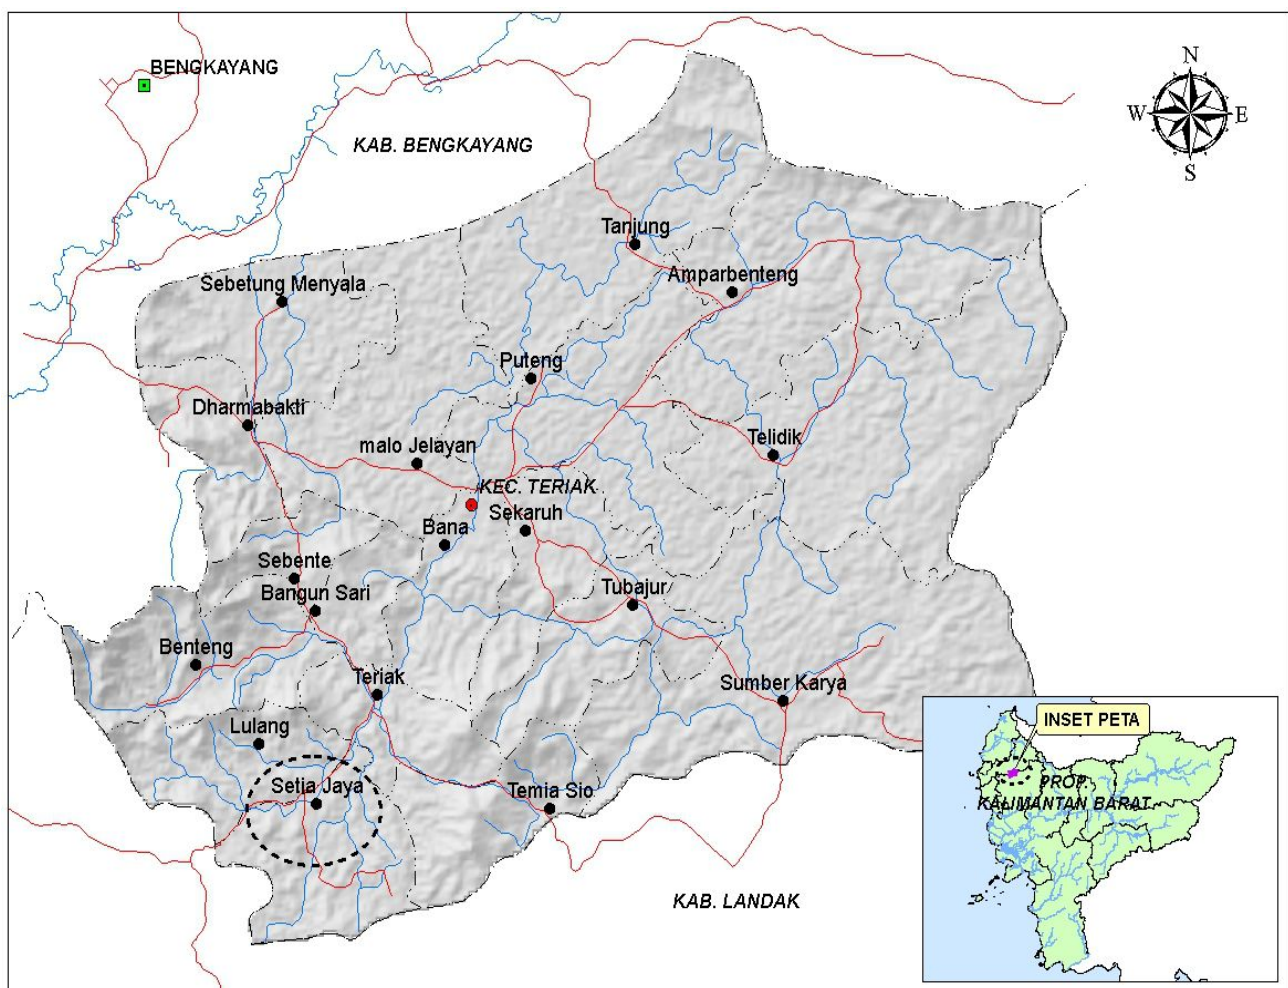 N
BENGKAYANG
W
E
KAB. BENGKAYANG
S
Tanjung
Amparbenteng
Sebetung Menyala
Puteng
Dharmabakti
Telidik
malo Jelayan
KEC. TERIAK
Sekaruh
Bana
Sebente
Bangun Sari
Tubajur
Benteng
Teriak
Sumber Karya
Lulang
INSET PETA
Setia Jaya
Temia Sio
PROP.
KALIMANTAN BARAT
KAB. LANDAK